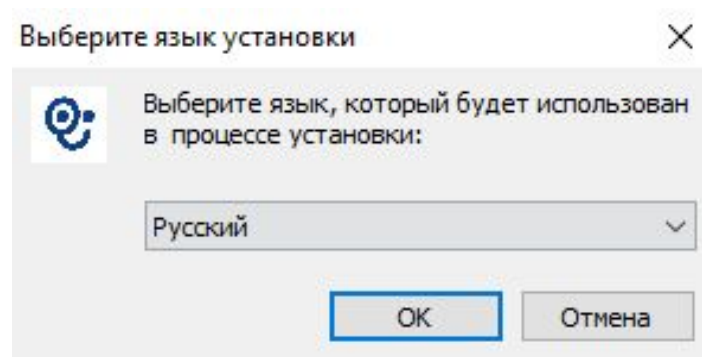 Выберите язык установки
Выберите язык, который будет использован
в процессе установки:
Русский
OK
Отмена